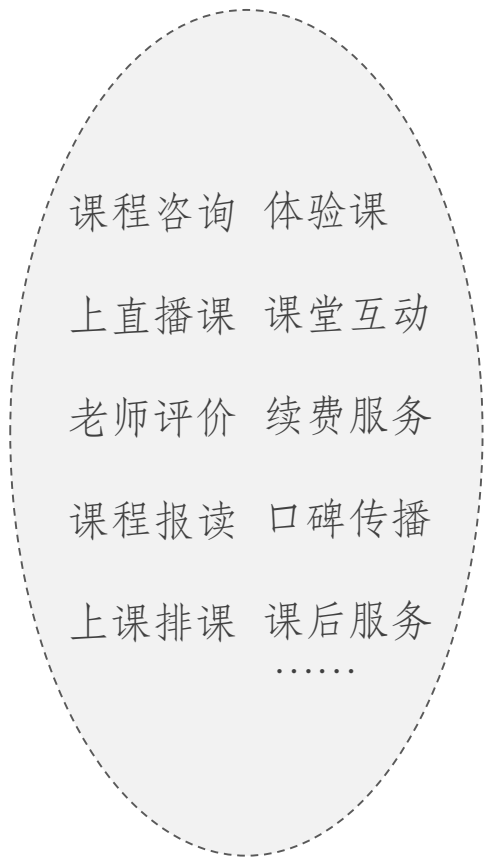 课程咨询 体验课
上直播课 课堂互动
老师评价 续费服务
课程报读 口碑传播
上课排课 课后服务
······